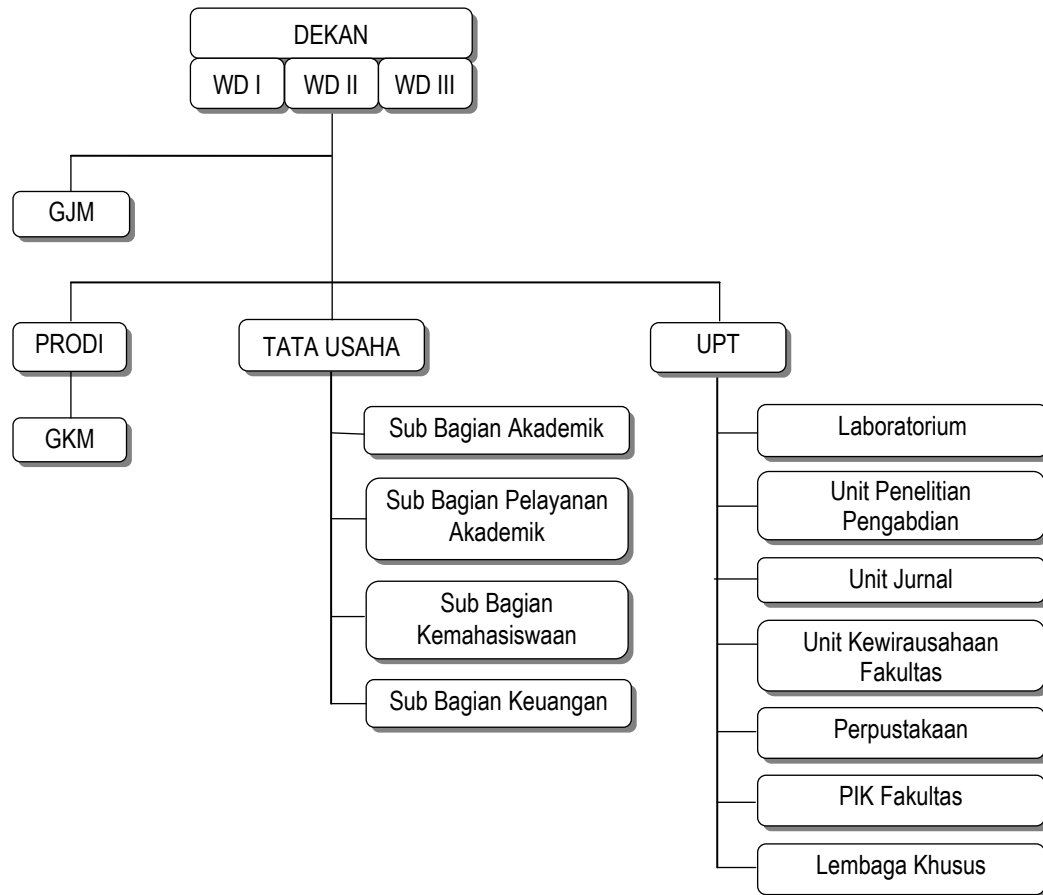 DEKAN
WD I
WD II
WD III
GJM
PRODI
TATA USAHA
UPT
GKM
Sub Bagian Akademik
Sub Bagian Pelayanan
Akademik
Sub Bagian
Kemahasiswaan
Sub Bagian Keuangan
Laboratorium
Unit Penelitian
Pengabdian
Unit Jurnal
Unit Kewirausahaan
Fakultas
Perpustakaan
PIK Fakultas
Lembaga Khusus